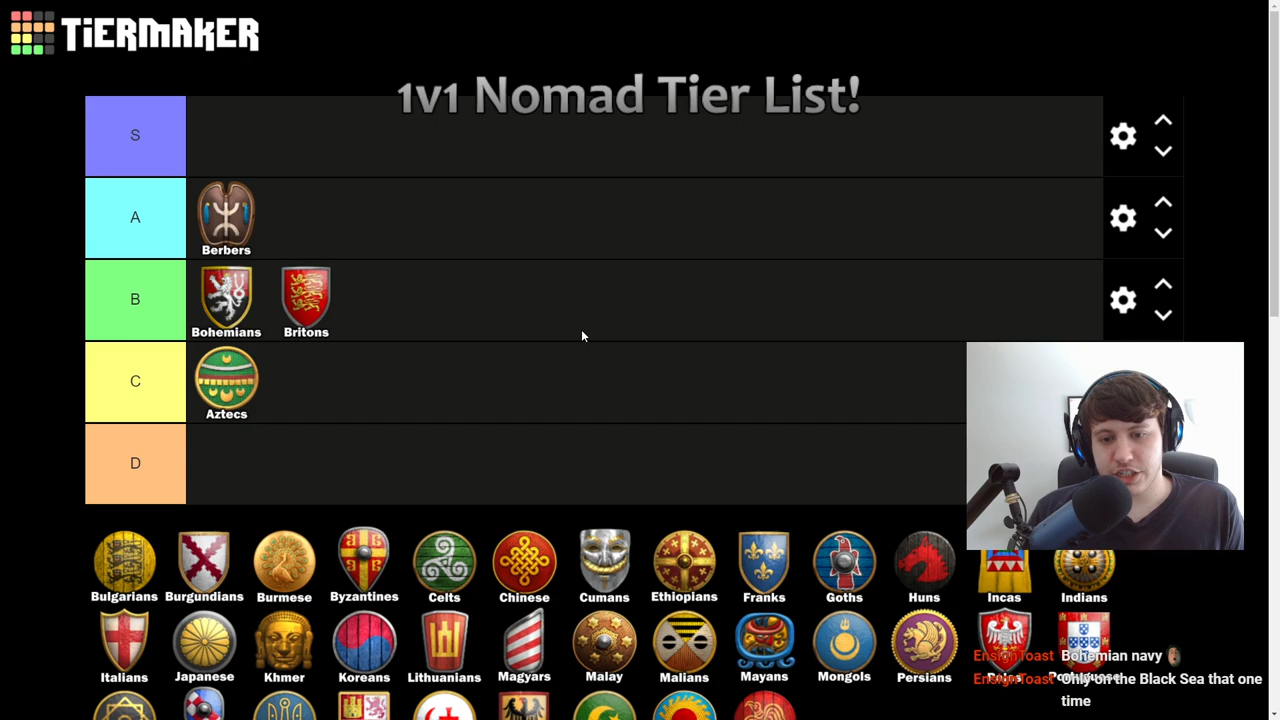 TiERMAKER
1v1 Nomad Tier List!
S
A
Berbers
B
Bohemians Britons
C
Aztecs
D
Bulgarians Burgundians Burmese Byzantines Celts Chinese Cumans Ethiopians Franks Goths Huns Incas Indians
Italians Japanese Khmer Koreans Lithuanians Magyars Malay Malians Mayans Mongols Persians Poles Portuguese
EnsignToast Bohemian navy
EnsignToast Only on the Black Sea that one
time